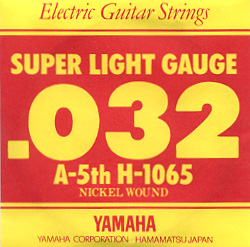 Electric Guitar Strings
SUPER LIGHT GAUGE
.032
A-5th H-1065
NICKEL WOUND
YAMAHA
YAMAHA CORPORATION HAMAMATSU JAPAN